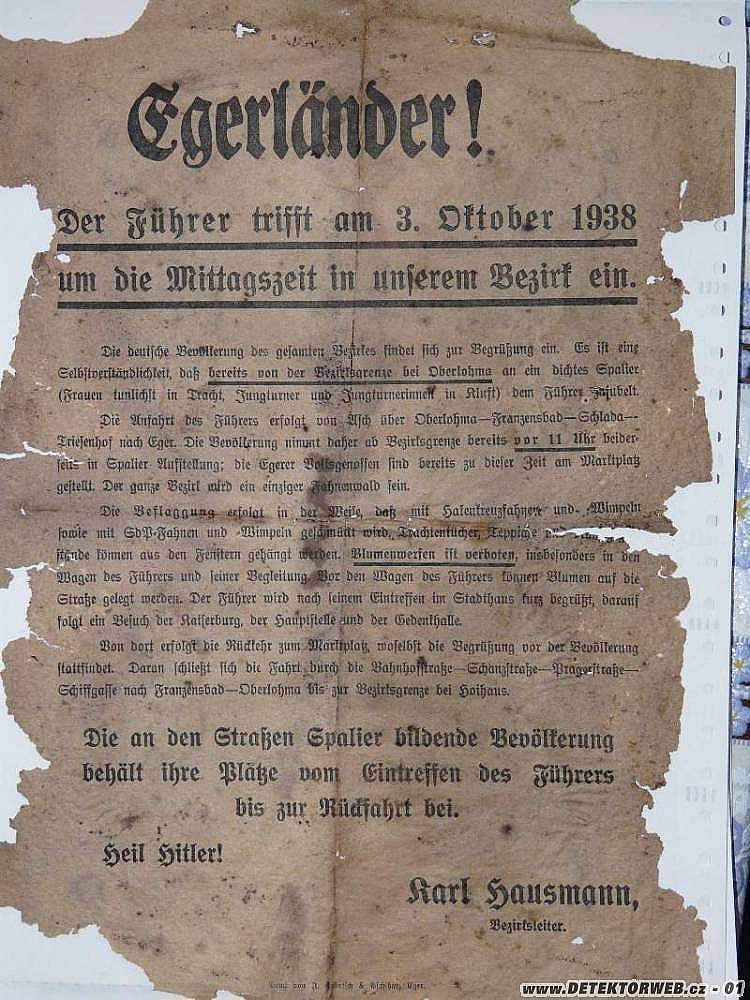 Egerländer!
Der Führer trifft am 3. Oktober 1938
um die Mittagszeit in unserem Bezirk ein.
Die deutsche Bevölkerung des gesamten Bezirkes findet sich zur Begrüßung ein. Es ist eine
Selbstverständlichkeit, daß bereits von der Bezirksgrenze bei Oberlohma an ein dichtes Spalier
(Frauen tunlichst in Tracht, Jungturner und Jungturnerinnen in Kluft) dem Führer zujubelt.
Die Anfahrt des Führers erfolgt von Asch über Oberlohma—Franzensbad—Schlada—
Triesenhof nach Eger. Die Bevölkerung nimmt daher ab Bezirksgrenze bereits vor 11 Uhr beider-
seits in Spalier Aufstellung; die Egerer Volksgenossen sind bereits zu dieser Zeit am Marktplatz
gestellt. Der ganze Bezirk wird ein einziger Fahnenwald sein.
Die Beflaggung erfolgt in der Weise, daß mit Hakenkreuzfahnen und -Wimpeln
sowie mit SdP-Fahnen und -Wimpeln geschmückt wird. Trachtentücher, Teppiche und
stände können aus den Fenstern gehängt werden. Blumenwerfen ist verboten, insbesonders in den
Wagen des Führers und seiner Begleitung. Vor den Wagen des Führers können Blumen auf die
Straße gelegt werden. Der Führer wird nach seinem Eintreffen im Stadthaus kurz begrüßt, darauf
folgt ein Besuch der Kaiserburg, der Hauptstelle und der Gedenkhalle.
Von dort erfolgt die Rückkehr zum Marktplatz, woselbst die Begrüßung vor der Bevölkerung
stattfindet. Daran schließt sich die Fahrt durch die Bahnhofstraße—Schanzstraße—Pragerstraße—
Schiffgasse nach Franzensbad—Oberlohma bis zur Bezirksgrenze bei Hoihaus.
Die an den Straßen Spalier bildende Bevölkerung
behält ihre Plätze vom Eintreffen des Führers
bis zur Rückfahrt bei.
Heil Hitler!
Karl Hausmann,
Bezirksleiter.
von J. & Eger.
www.DETEKTORWEB.cz - 01